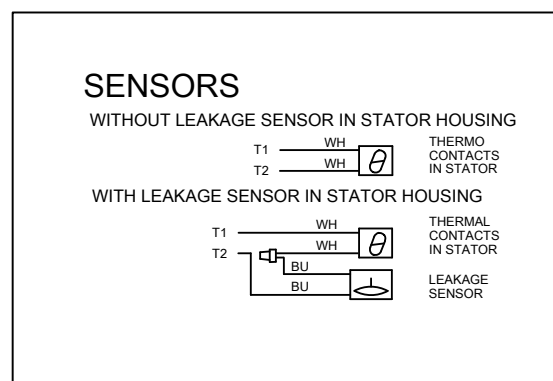 SENSORS
WITHOUT LEAKAGE SENSOR IN STATOR HOUSING
T1 WH THERMO
CONTACTS
T2 WH IN STATOR
WITH LEAKAGE SENSOR IN STATOR HOUSING
T1 WH THERMAL
CONTACTS
T2 WH IN STATOR
BU
LEAKAGE
BU SENSOR